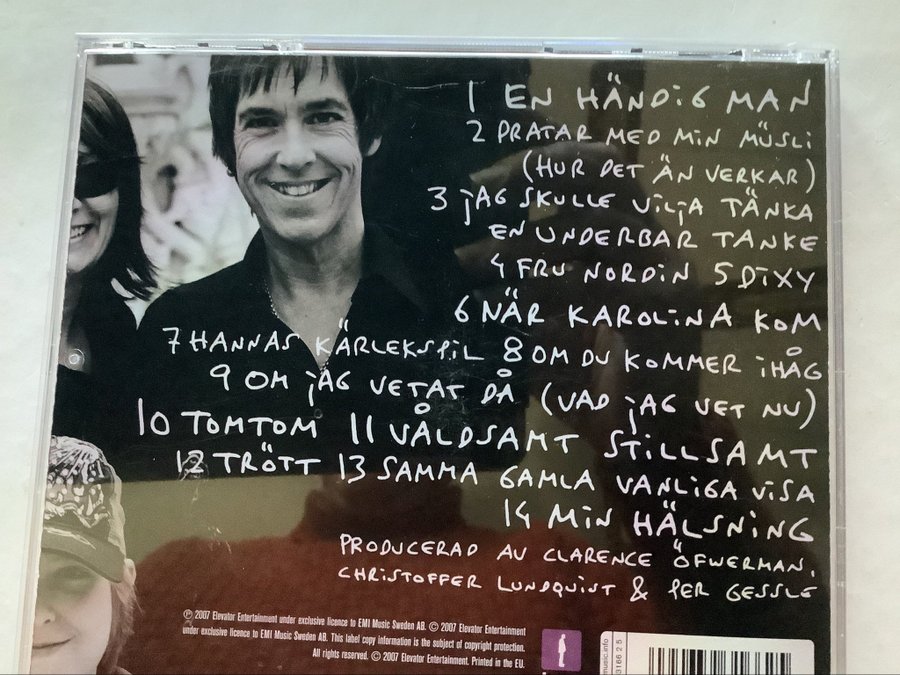 1 EN HÄNDIG MAN
2 PRATAR MED MIN MÜSLI
(HUR DET ÄN VERKAR)
3 JAG SKULLE VILJA TÄNKA
EN UNDERBAR TANKE
4 FRU NORDIN 5 DIXY
6 NÄR KAROLINA KOM
7 HANNAS KÄRLEKSPIL 8 OM DU KOMMER IHÅG
9 OM JAG VETAT DÅ (VAD JAG VET NU)
10 TOMTOM 11 VÅLDSAMT STILLSAMT
12 TRÖTT 13 SAMMA GAMLA VANLIGA VISA
14 MIN HÄLSNING
PRODUCERAD AV CLARENCE ÖFWERMAN,
CHRISTOFFER LUNDQUIST & PER GESSLE
℗ 2007 Elevator Entertainment under exclusive licence to EMI Music Sweden AB. © 2007 Elevator Entertainment
under exclusive licence to EMI Music Sweden AB. This label copy information is the subject of copyright protection.
All rights reserved. © 2007 Elevator Entertainment. Printed in the EU.
music.info
3166 2 5